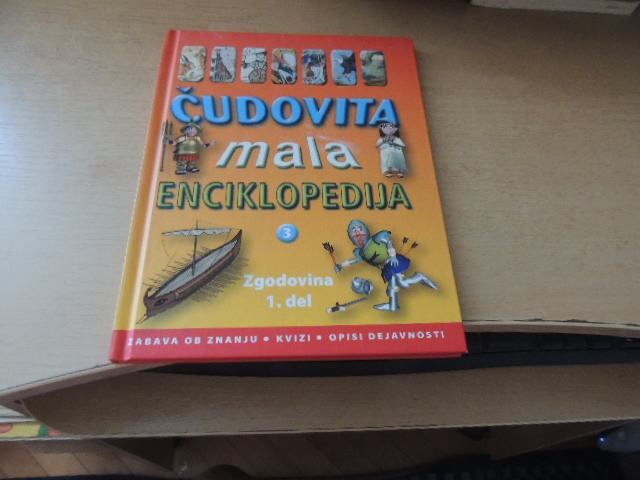 ČUDOVITA
mala
ENCIKLOPEDIJA
3
Zgodovina
1. del
ZABAVA OB ZNANJU • KVIZI • OPISI DEJAVNOSTI